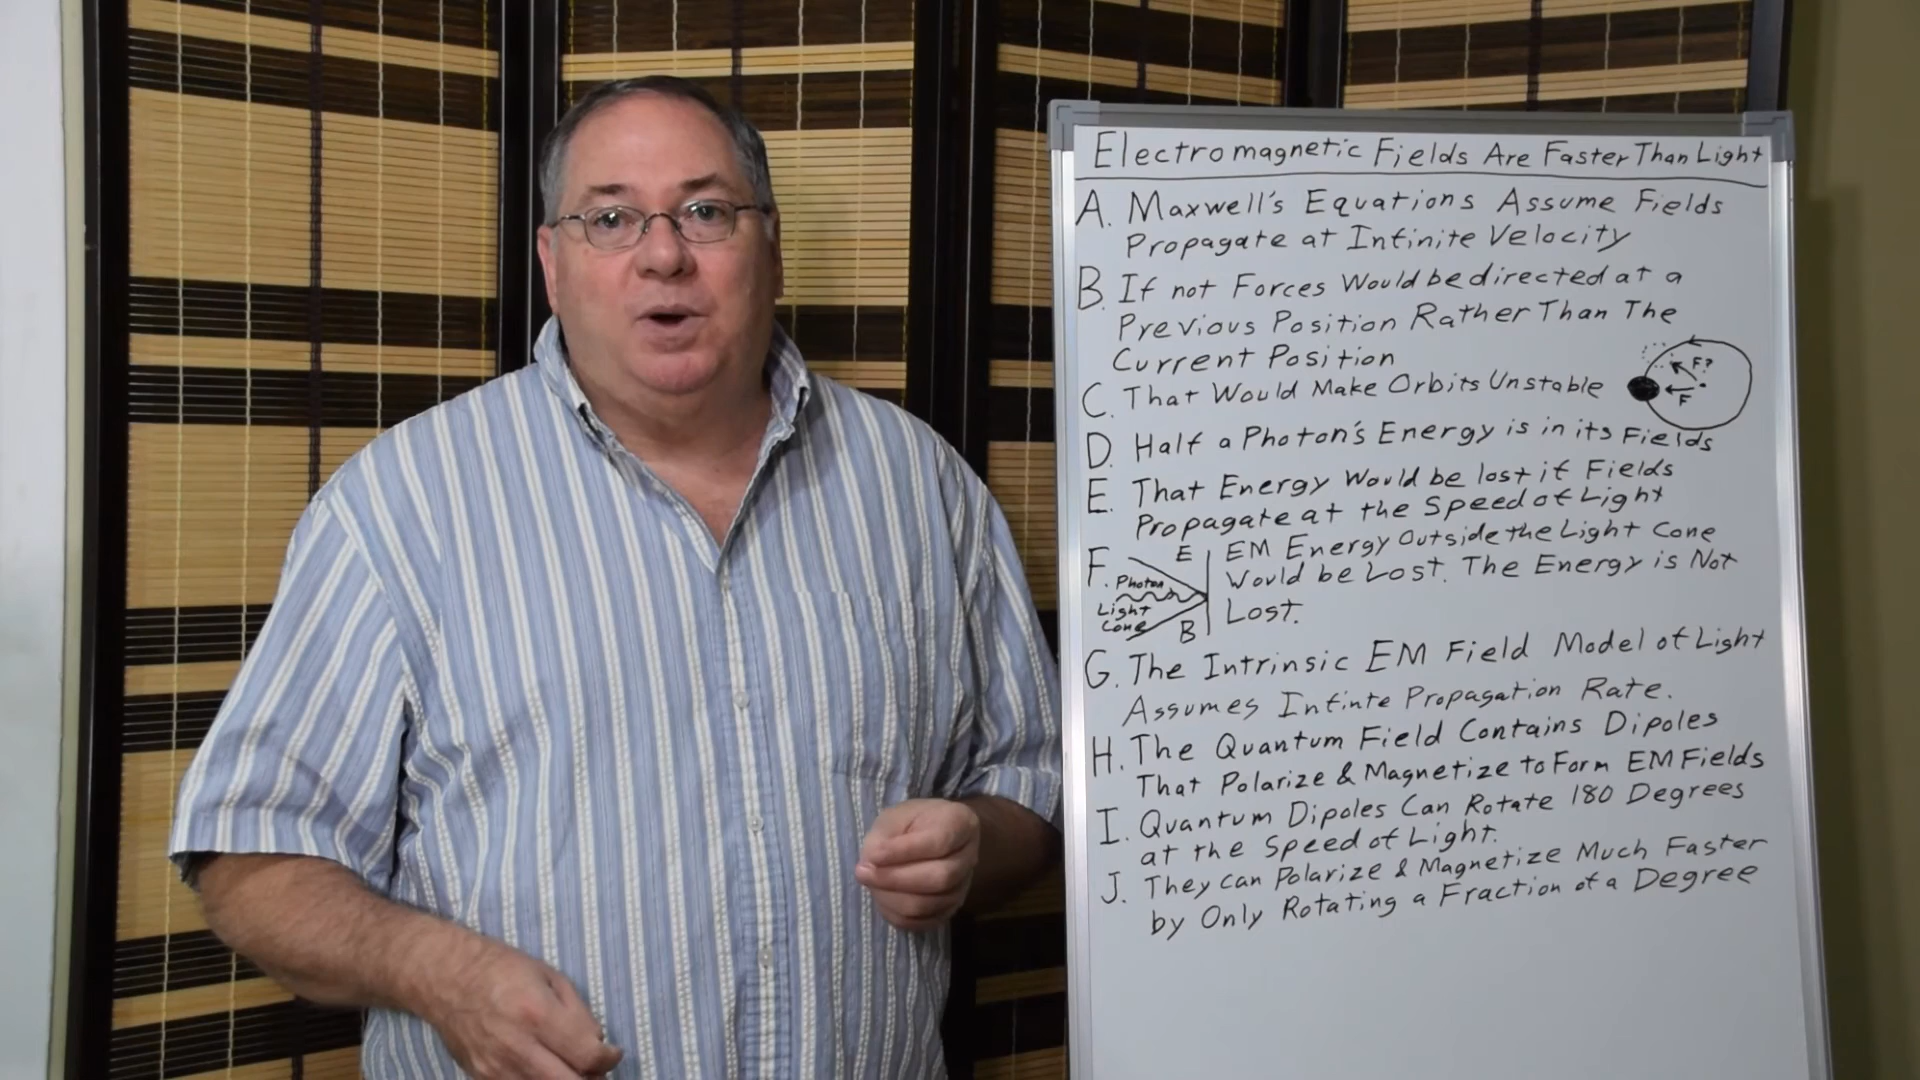 Electromagnetic Fields Are Faster Than Light
A. Maxwell's Equations Assume Fields
Propagate at Infinite Velocity
B. If not Forces Would be directed at a
Previous Position Rather Than The
Current Position
F?
F
C. That Would Make Orbits Unstable
D. Half a Photon's Energy is in its Fields
E. That Energy Would be lost if Fields
Propagate at the Speed of Light
F. E EM Energy Outside the Light Cone
Photon Would be Lost. The Energy is Not
Light Lost.
Cone B
G. The Intrinsic EM Field Model of Light
Assumes Infinte Propagation Rate.
H. The Quantum Field Contains Dipoles
That Polarize & Magnetize to Form EM Fields
I. Quantum Dipoles Can Rotate 180 Degrees
at the Speed of Light.
J. They can Polarize & Magnetize Much Faster
by Only Rotating a Fraction of a Degree